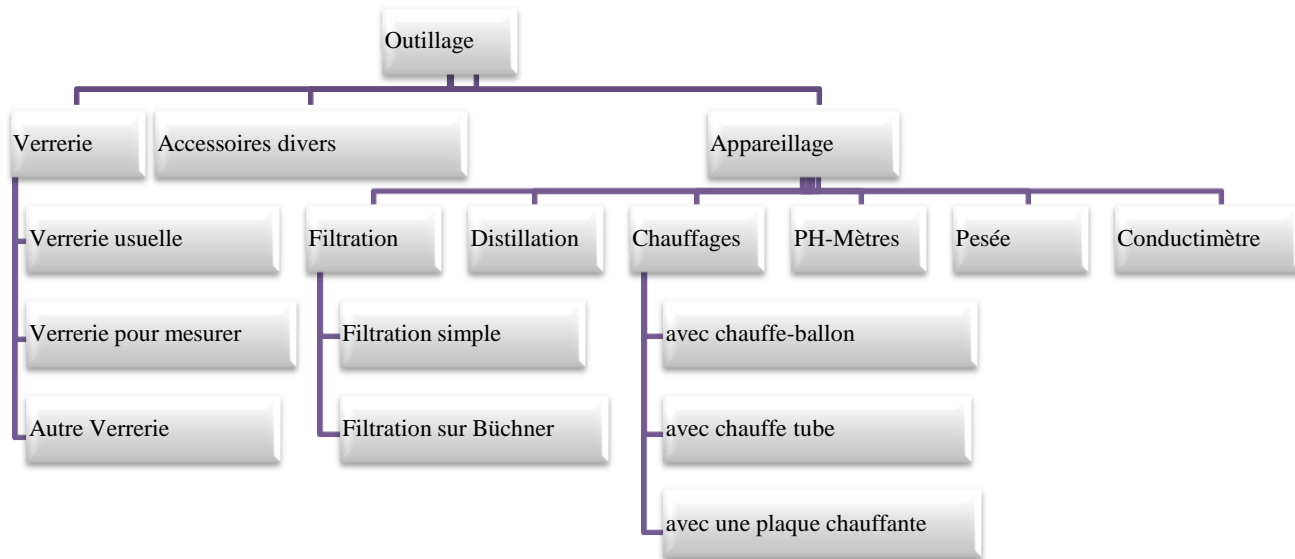 Outillage
Verrerie
Accessoires divers
Appareillage
Verrerie usuelle
Verrerie pour mesurer
Autre Verrerie
Filtration
Distillation
Chauffages
PH-Mètres
Pesée
Conductimètre
Filtration simple
Filtration sur Büchner
avec chauffe-ballon
avec chauffe tube
avec une plaque chauffante